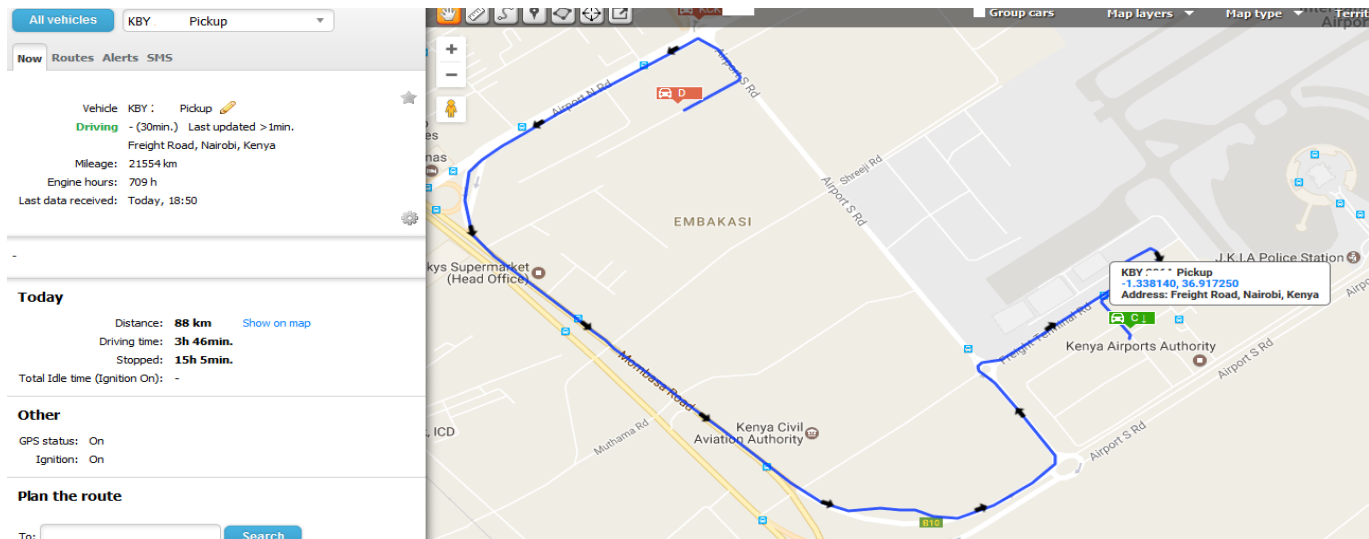 All vehicles
KBY Pickup
Now Routes Alerts SMS
Vehicle KBY : Pickup
Driving - (30min.) Last updated >1min.
Freight Road, Nairobi, Kenya
Mileage: 21554 km
Engine hours: 709 h
Last data received: Today, 18:50
-
Today
Distance: 88 km Show on map
Driving time: 3h 46min.
Stopped: 15h 5min.
Total Idle time (Ignition On): -
Other
GPS status: On
Ignition: On
Plan the route
To: Search
Group cars
Map layers
Map type
+
−
Airport S Rd
Airport N Rd
D
Shreeji Rd
Airport S Rd
EMBAKASI
kys Supermarket
(Head Office)
J.K.I.A Police Station
KBY Pickup
-1.338140, 36.917250
Address: Freight Road, Nairobi, Kenya
C ↓
Freight Terminal Rd
Kenya Airports Authority
Airport S Rd
Mombasa Road
Muthama Rd
, ICD
Kenya Civil
Aviation Authority
Airport S Rd
B10